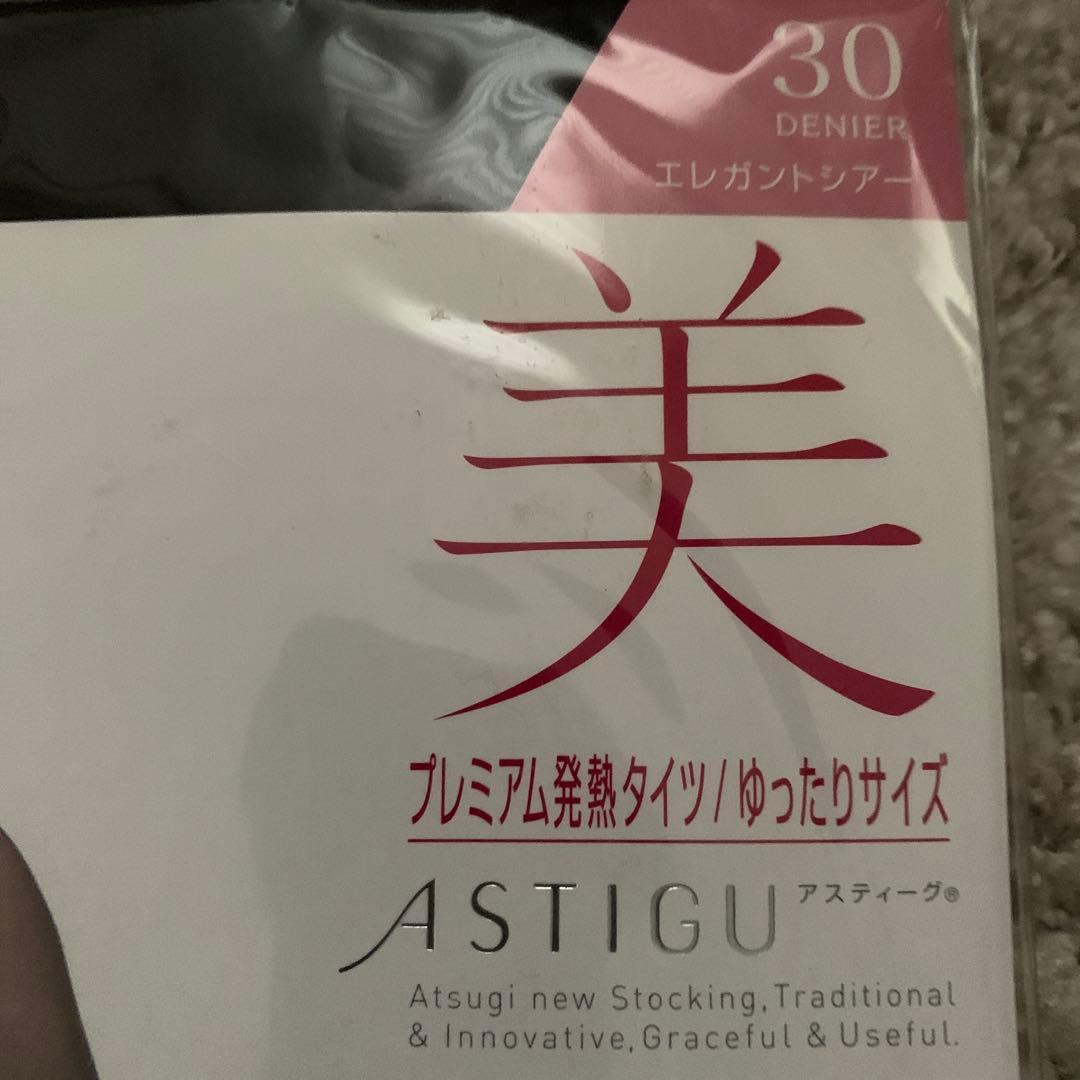 30
DENIER
エレガントシアー
美
プレミアム発熱タイツ/ゆったりサイズ
ASTIGU アスティーグ®
Atsugi new Stocking,Traditional
& Innovative,Graceful & Useful.